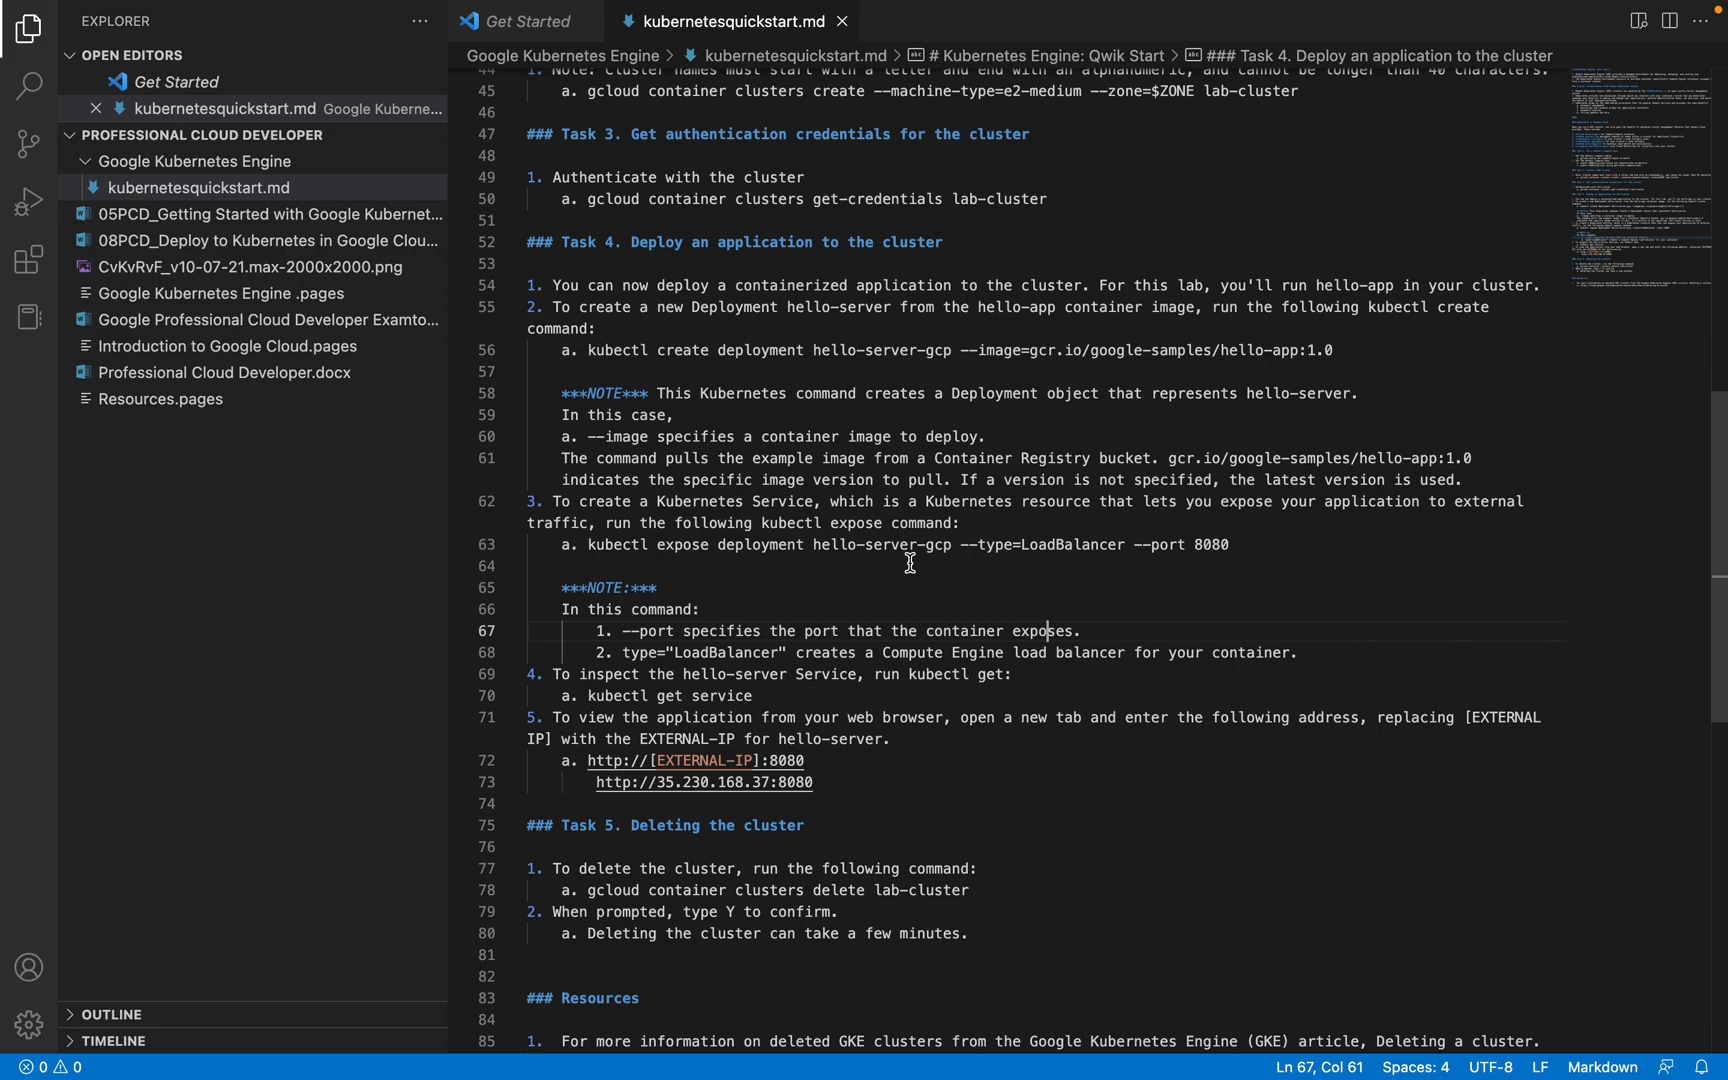 EXPLORER
Get Started
kubernetesquickstart.md
OPEN EDITORS
Get Started
kubernetesquickstart.md Google Kuberne...
PROFESSIONAL CLOUD DEVELOPER
Google Kubernetes Engine
kubernetesquickstart.md
05PCD_Getting Started with Google Kubernet...
08PCD_Deploy to Kubernetes in Google Clou...
CvKvRvF_v10-07-21.max-2000x2000.png
Google Kubernetes Engine .pages
Google Professional Cloud Developer Examto...
Introduction to Google Cloud.pages
Professional Cloud Developer.docx
Resources.pages
OUTLINE
TIMELINE
Google Kubernetes Engine > kubernetesquickstart.md > # Kubernetes Engine: Qwik Start > ### Task 4. Deploy an application to the cluster
44 1. Note: Cluster names must start with a letter and end with an alphanumeric, and cannot be longer than 40 characters.
45 a. gcloud container clusters create --machine-type=e2-medium --zone=$ZONE lab-cluster
46
47 ### Task 3. Get authentication credentials for the cluster
48
49 1. Authenticate with the cluster
50 a. gcloud container clusters get-credentials lab-cluster
51
52 ### Task 4. Deploy an application to the cluster
53
54 1. You can now deploy a containerized application to the cluster. For this lab, you'll run hello-app in your cluster.
55 2. To create a new Deployment hello-server from the hello-app container image, run the following kubectl create
command:
56 a. kubectl create deployment hello-server-gcp --image=gcr.io/google-samples/hello-app:1.0
57
58 ***NOTE*** This Kubernetes command creates a Deployment object that represents hello-server.
59 In this case,
60 a. --image specifies a container image to deploy.
61 The command pulls the example image from a Container Registry bucket. gcr.io/google-samples/hello-app:1.0
indicates the specific image version to pull. If a version is not specified, the latest version is used.
62 3. To create a Kubernetes Service, which is a Kubernetes resource that lets you expose your application to external
traffic, run the following kubectl expose command:
63 a. kubectl expose deployment hello-server-gcp --type=LoadBalancer --port 8080
64
65 ***NOTE:***
66 In this command:
67 1. --port specifies the port that the container exposes.
68 2. type="LoadBalancer" creates a Compute Engine load balancer for your container.
69 4. To inspect the hello-server Service, run kubectl get:
70 a. kubectl get service
71 5. To view the application from your web browser, open a new tab and enter the following address, replacing [EXTERNAL
IP] with the EXTERNAL-IP for hello-server.
72 a. http://[EXTERNAL-IP]:8080
73 http://35.230.168.37:8080
74
75 ### Task 5. Deleting the cluster
76
77 1. To delete the cluster, run the following command:
78 a. gcloud container clusters delete lab-cluster
79 2. When prompted, type Y to confirm.
80 a. Deleting the cluster can take a few minutes.
81
82
83 ### Resources
84
85 1. For more information on deleted GKE clusters from the Google Kubernetes Engine (GKE) article, Deleting a cluster.
0 0
Ln 67, Col 61 Spaces: 4 UTF-8 LF Markdown